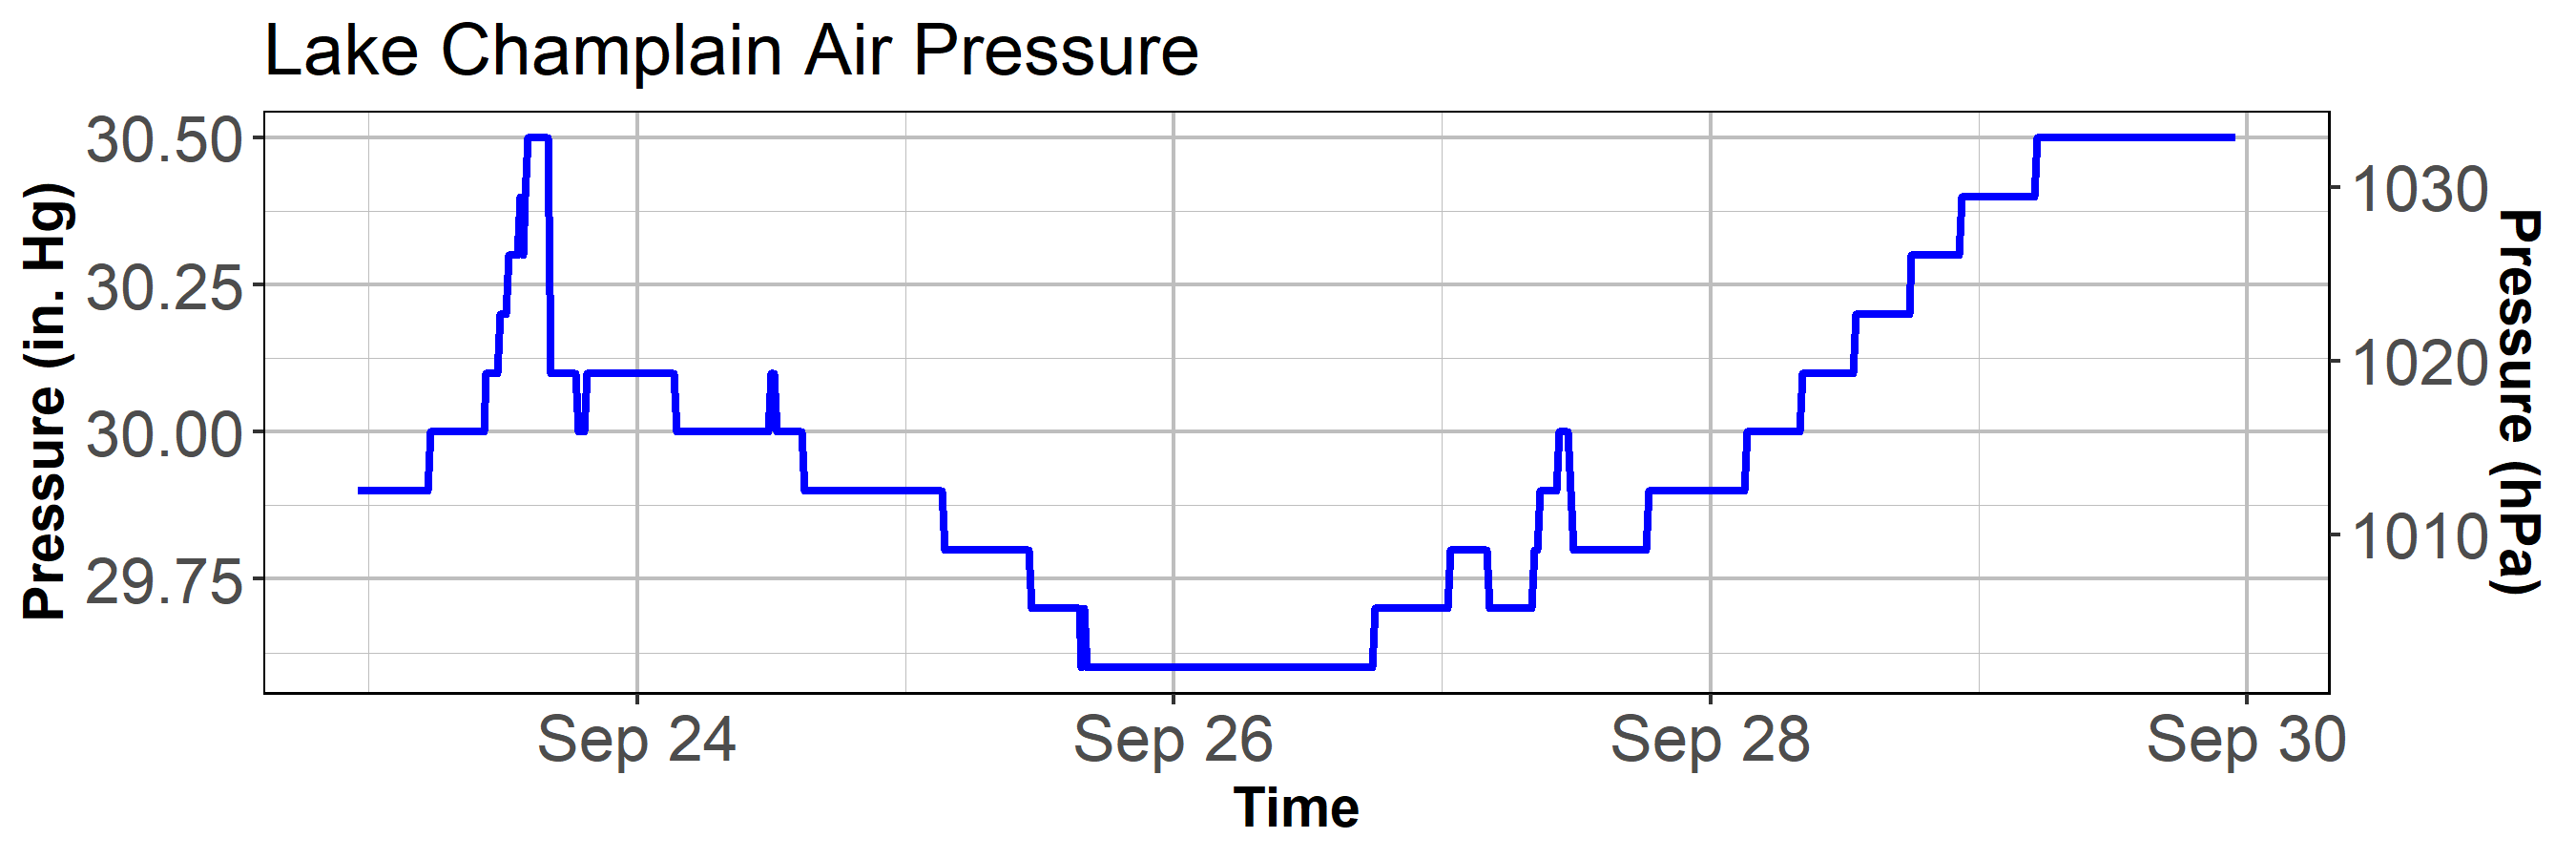 Lake Champlain Air Pressure
Pressure (in. Hg)
30.50
30.25
30.00
29.75
1030
1020
1010
Pressure (hPa)
Sep 24
Sep 26
Sep 28
Sep 30
Time